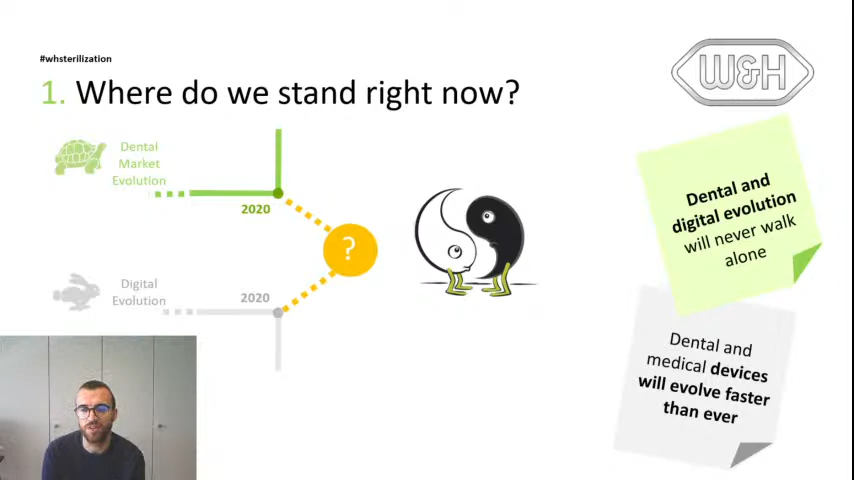 #whsterilization
1. Where do we stand right now?
W&H
Dental
Market
Evolution
2020
?
Digital
Evolution
2020
Dental and
digital evolution
will never walk
alone
Dental and
medical devices
will evolve faster
than ever